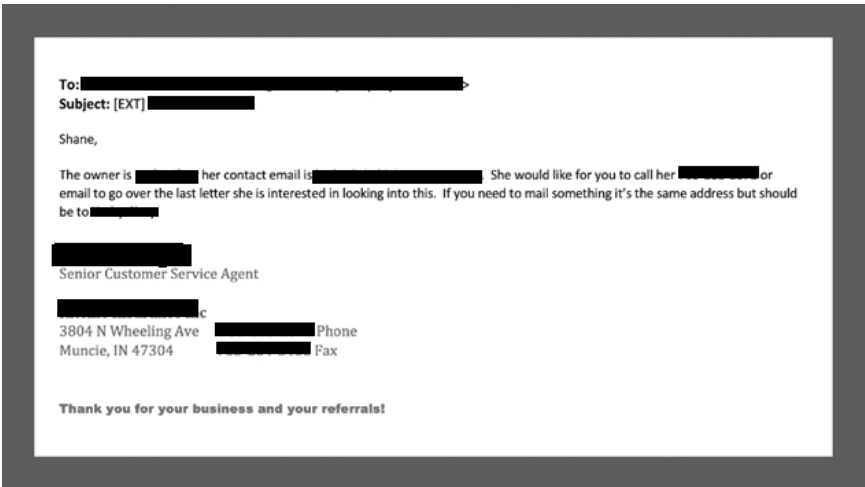 To: >
Subject: [EXT]
Shane,
The owner is her contact email is . She would like for you to call her or
email to go over the last letter she is interested in looking into this. If you need to mail something it’s the same address but should
be to
Senior Customer Service Agent
3804 N Wheeling Ave Phone
Muncie, IN 47304 Fax
Thank you for your business and your referrals!